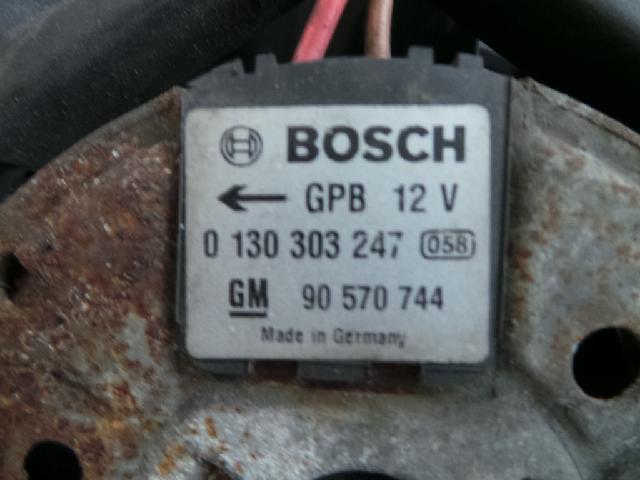 BOSCH
GPB 12 V
0 130 303 247 058
GM 90 570 744
Made in Germany